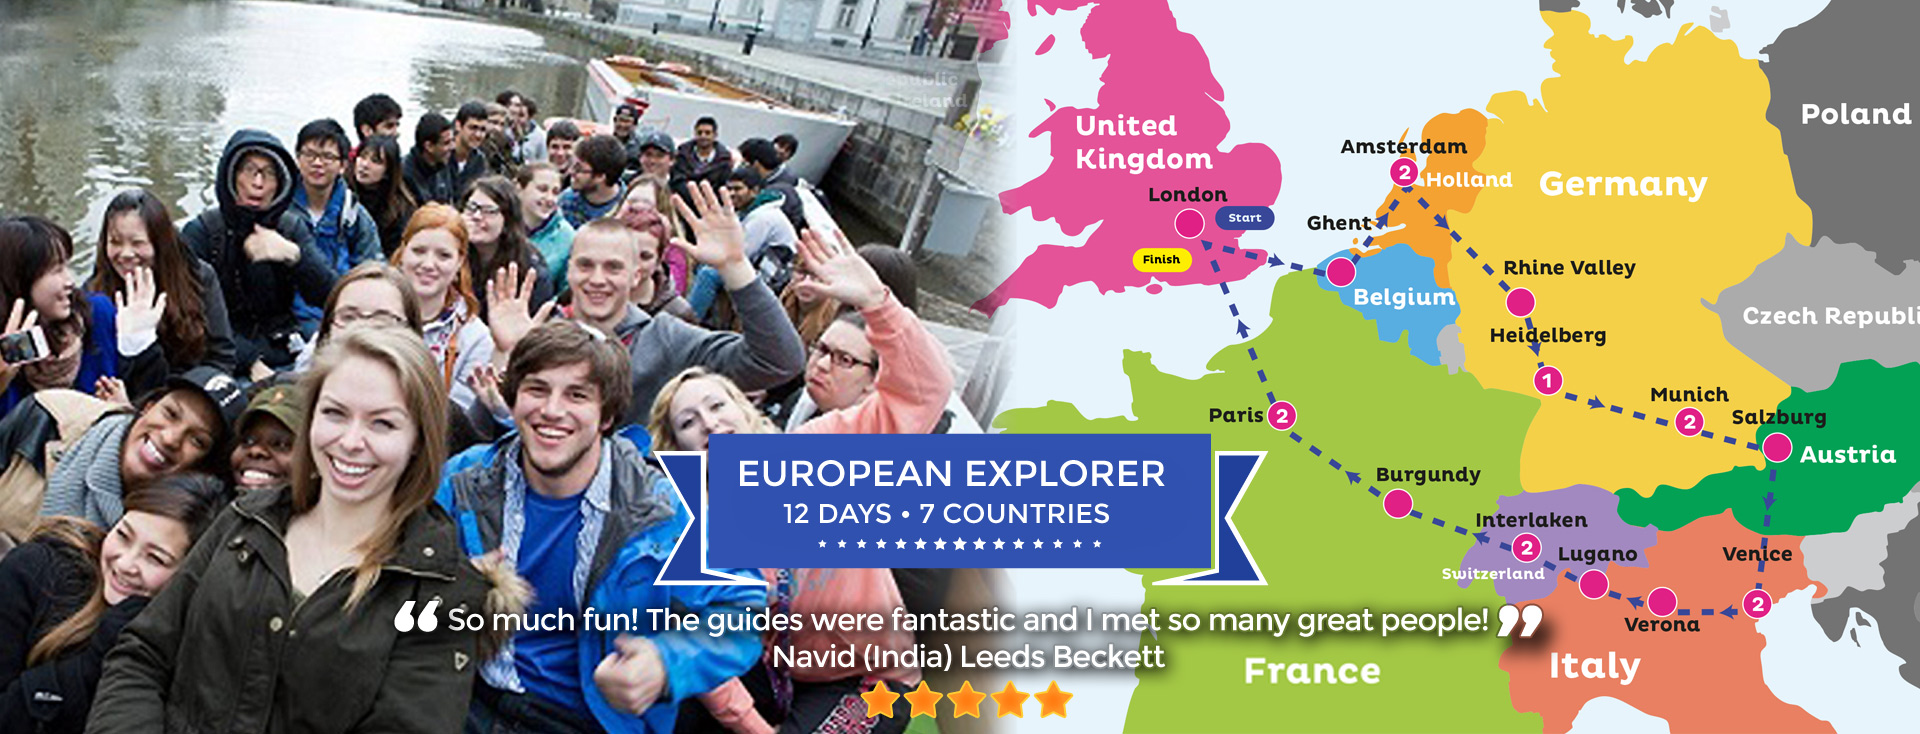 EUROPEAN EXPLORER
12 DAYS • 7 COUNTRIES
“ So much fun! The guides were fantastic and I met so many great people! ”
Navid (India) Leeds Beckett
United
Kingdom
London
Start
Finish
Amsterdam
2
Holland
Germany
Poland
Ghent
Belgium
Rhine Valley
Heidelberg
1
Czech Republi
Munich
2
Salzburg
Austria
Paris
2
Burgundy
Interlaken
2
Switzerland
Lugano
Venice
2
Verona
France
Italy